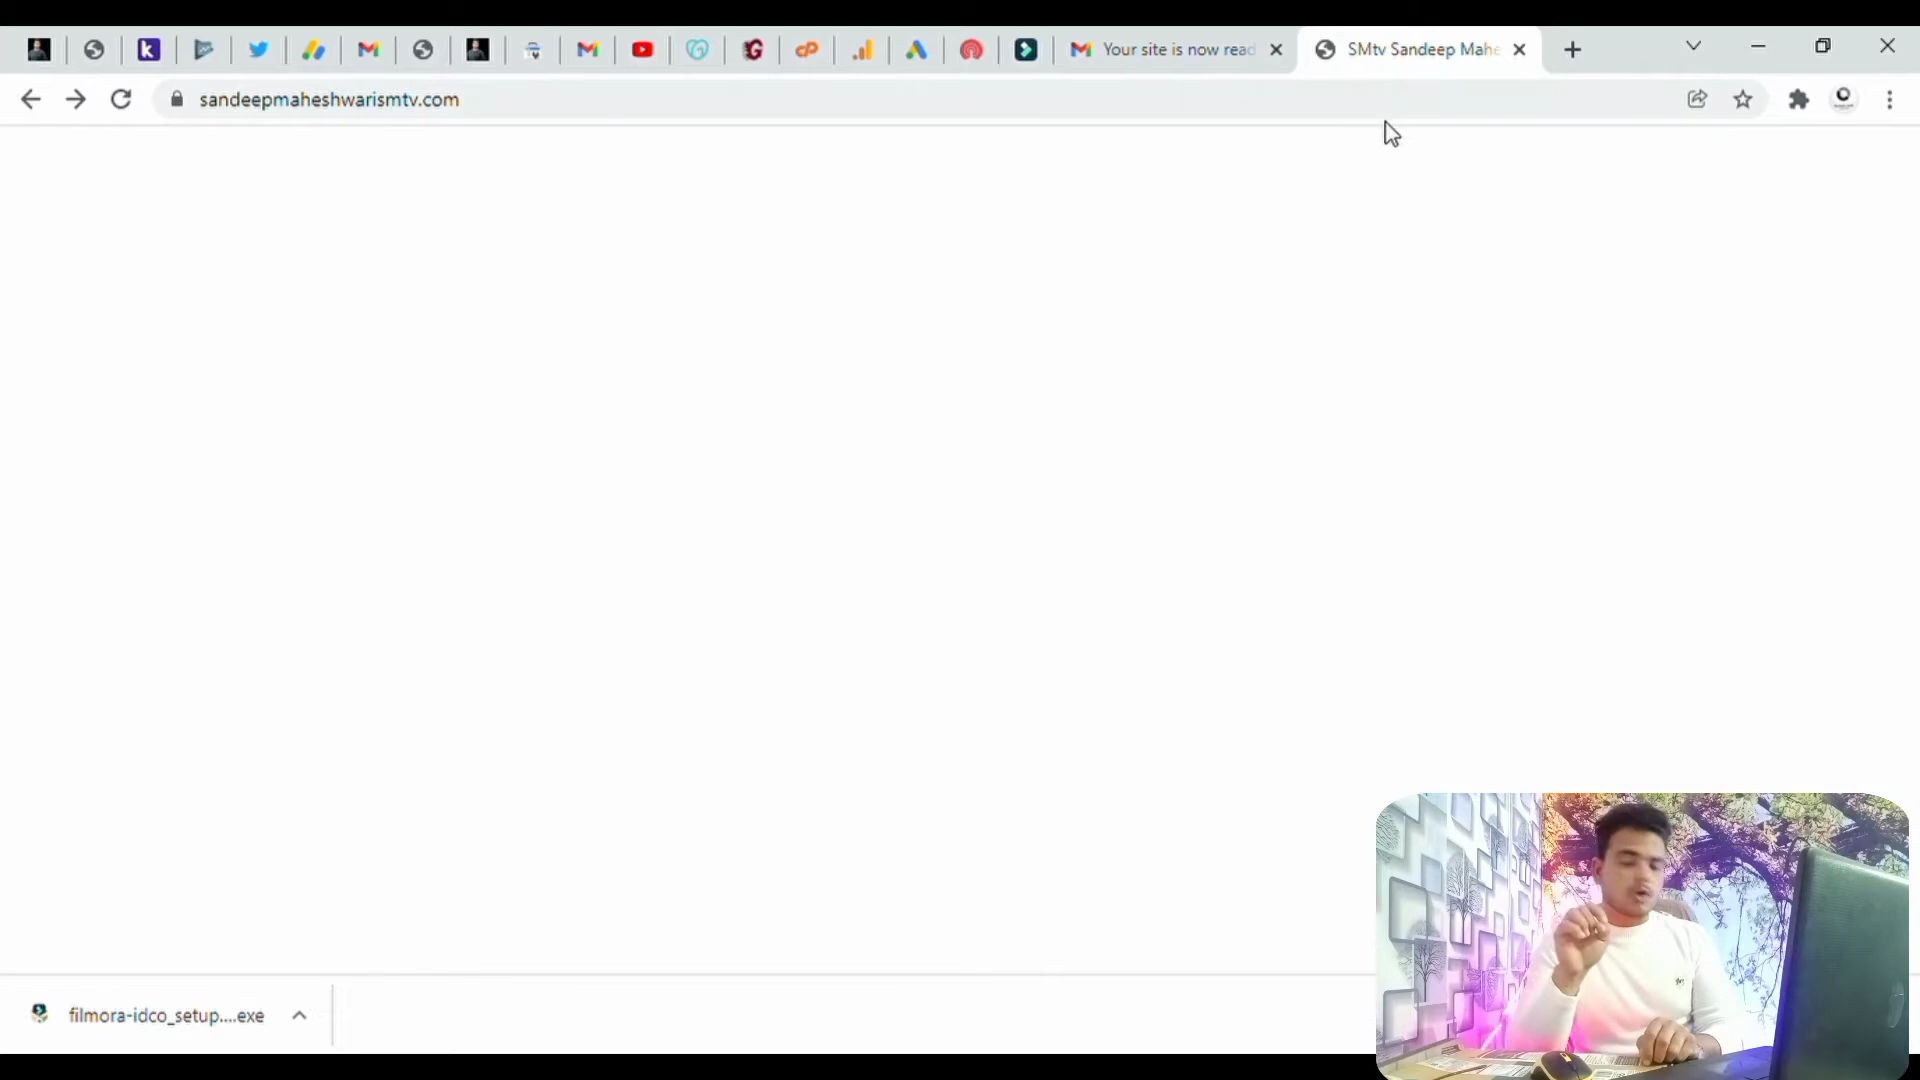 Your site is now read
SMtv Sandeep Mahe
sandeepmaheshwarismtv.com
filmora-idco_setup....exe